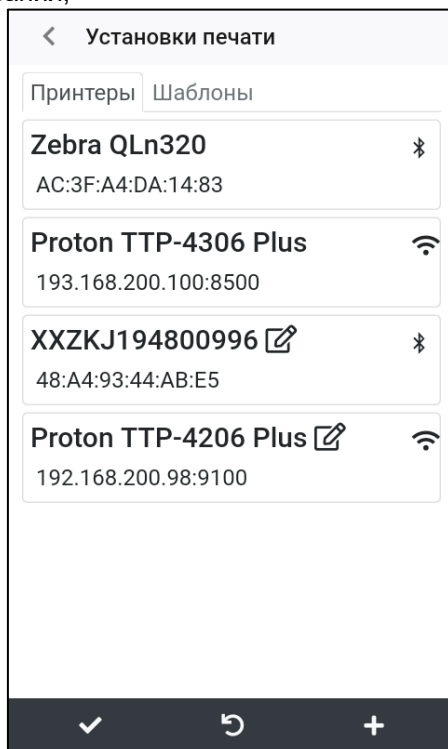 Установки печати
Принтеры Шаблоны
Zebra QLn320
AC:3F:A4:DA:14:83
Proton TTP-4306 Plus
193.168.200.100:8500
XXZKJ194800996
48:A4:93:44:AB:E5
Proton TTP-4206 Plus
192.168.200.98:9100